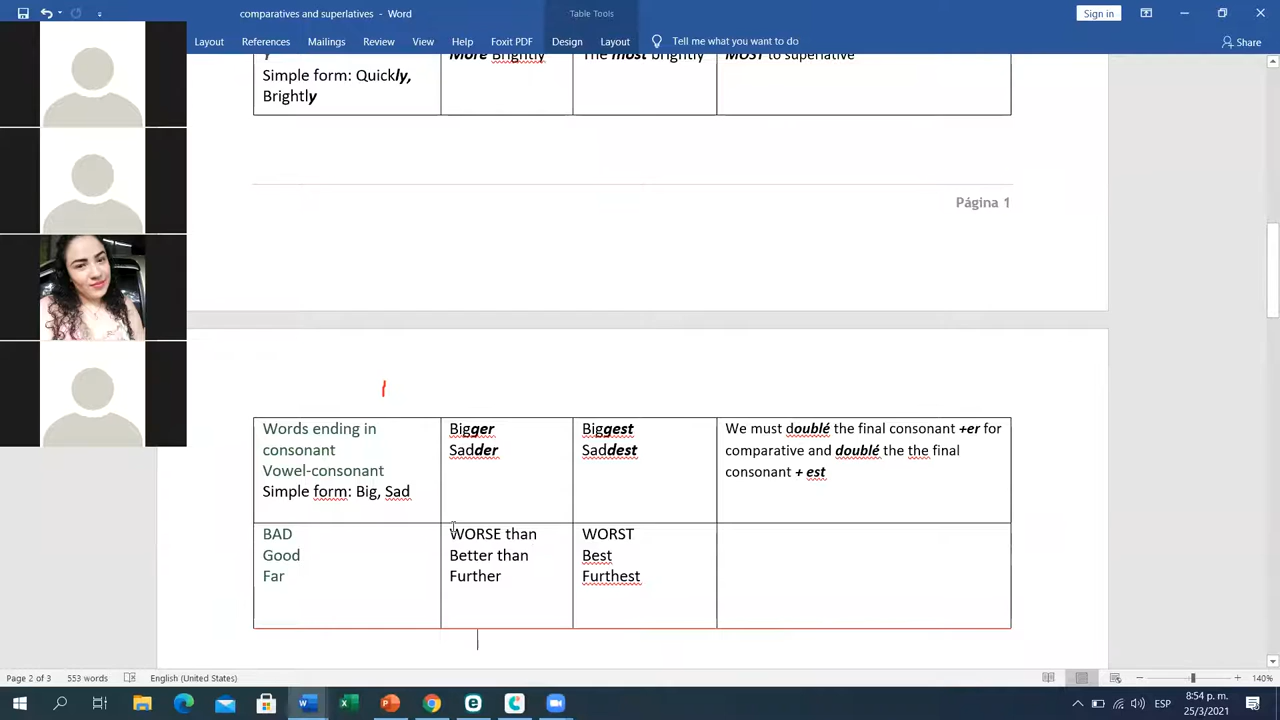 comparatives and superlatives - Word
Table Tools
Sign in
Layout References Mailings Review View Help Foxit PDF Design Layout Tell me what you want to do Share
Y
Simple form: Quickly,
Brightly
More Brightly
The most brightly
MOST to superlative
Página 1
Words ending in
consonant
Vowel-consonant
Simple form: Big, Sad
Bigger
Sadder
Biggest
Saddest
We must doublé the final consonant +er for
comparative and doublé the the final
consonant + est
BAD
Good
Far
WORSE than
Better than
Further
WORST
Best
Furthest
Page 2 of 3 553 words English (United States) 140%
ESP
8:54 p. m.
25/3/2021